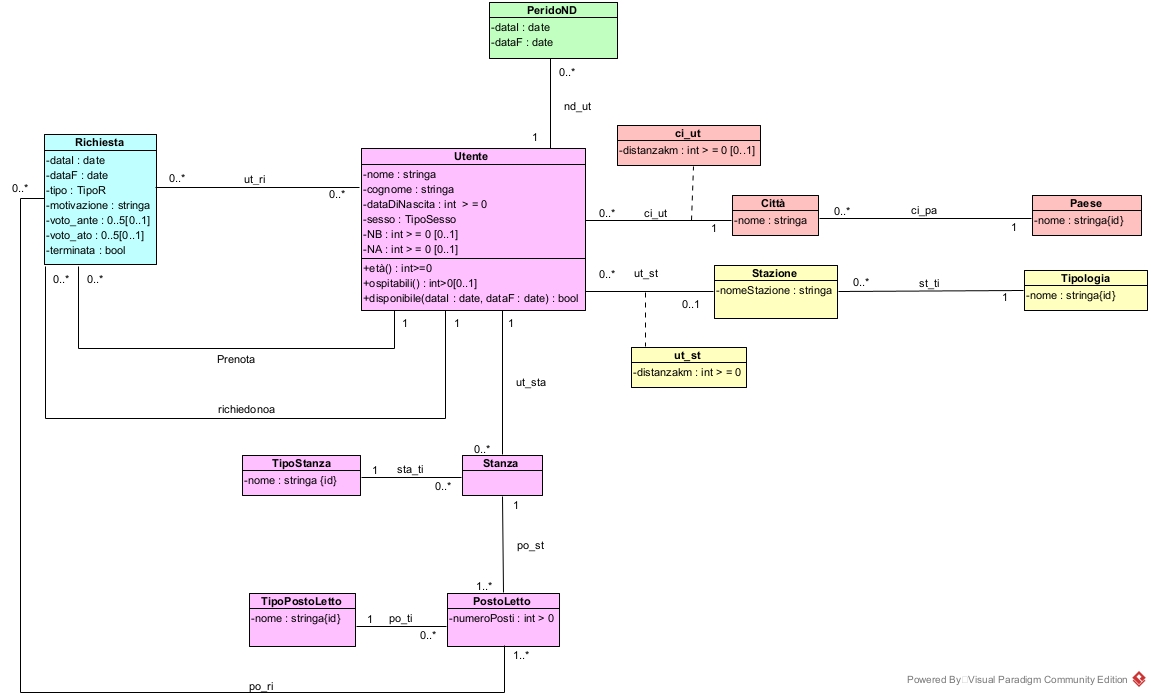 PeridoND
-dataI : date
-dataF : date
0..*
nd_ut
1
ci_ut
-distanzakm : int > = 0 [0..1]
Richiesta
-dataI : date
-dataF : date
-tipo : TipoR
-motivazione : stringa
-voto_ante : 0..5[0..1]
-voto_ato : 0..5[0..1]
-terminata : bool
0..*
0..*
ut_ri
0..*
Utente
-nome : stringa
-cognome : stringa
-dataDiNascita : int > = 0
-sesso : TipoSesso
-NB : int > = 0 [0..1]
-NA : int > = 0 [0..1]
+età() : int>=0
+ospitabili() : int>0[0..1]
+disponibile(dataI : date, dataF : date) : bool
0..*
ci_ut
1
Città
-nome : stringa
0..*
ci_pa
1
Paese
-nome : stringa{id}
0..*
ut_st
0..1
Stazione
-nomeStazione : stringa
0..*
st_ti
1
Tipologia
-nome : stringa{id}
0..*
0..*
1
1
1
Prenota
ut_st
-distanzakm : int > = 0
ut_sta
richiedonoa
0..*
TipoStanza
-nome : stringa {id}
1
sta_ti
0..*
Stanza
1
po_st
1..*
TipoPostoLetto
-nome : stringa{id}
1
po_ti
0..*
PostoLetto
-numeroPosti : int > 0
1..*
po_ri
Powered By Visual Paradigm Community Edition